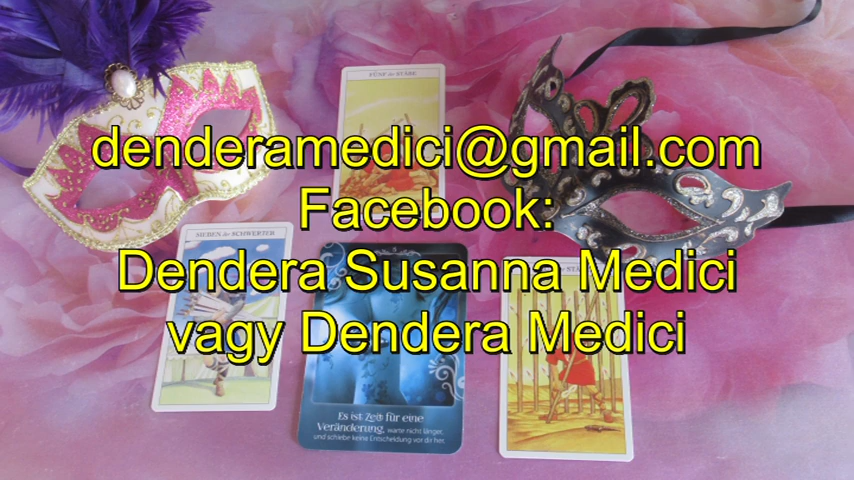 FÜNF der STÄBE
denderamedici@gmail.com
Facebook:
Dendera Susanna Medici
vagy Dendera Medici
SIEBEN der SCHWERTER
Es ist Zeit für eine
Veränderung, warte nicht länger,
und schiebe keine Entscheidung vor dir her.